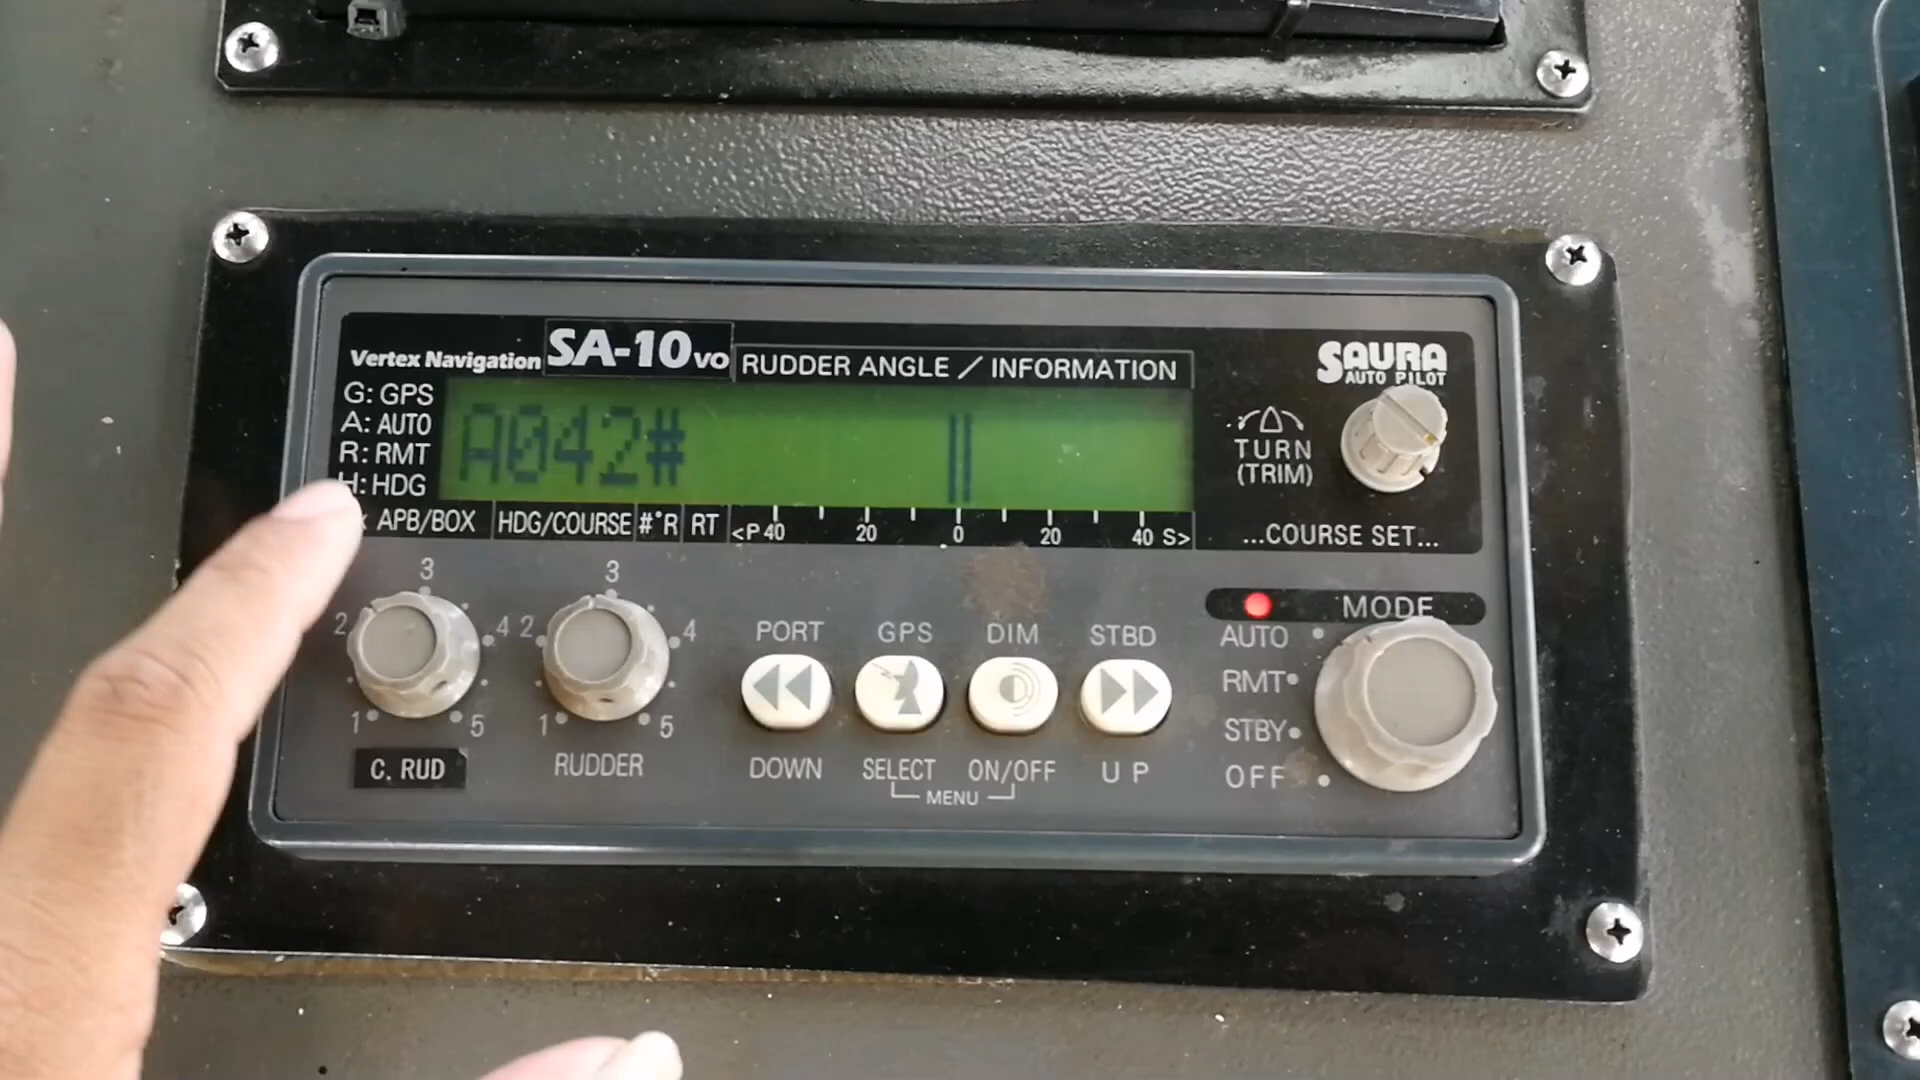 Vertex Navigation SA-10VO RUDDER ANGLE / INFORMATION
SAURA
AUTO PILOT
G: GPS
A: AUTO
R: RMT
H: HDG
A042#
TURN
(TRIM)
APB/BOX HDG/COURSE #°R RT <P 40 20 0 20 40 S>
...COURSE SET...
1 2 3 4 5
C. RUD
1 2 3 4 5
RUDDER
PORT GPS DIM STBD
DOWN SELECT ON/OFF UP
MENU
MODE
AUTO
RMT
STBY
OFF